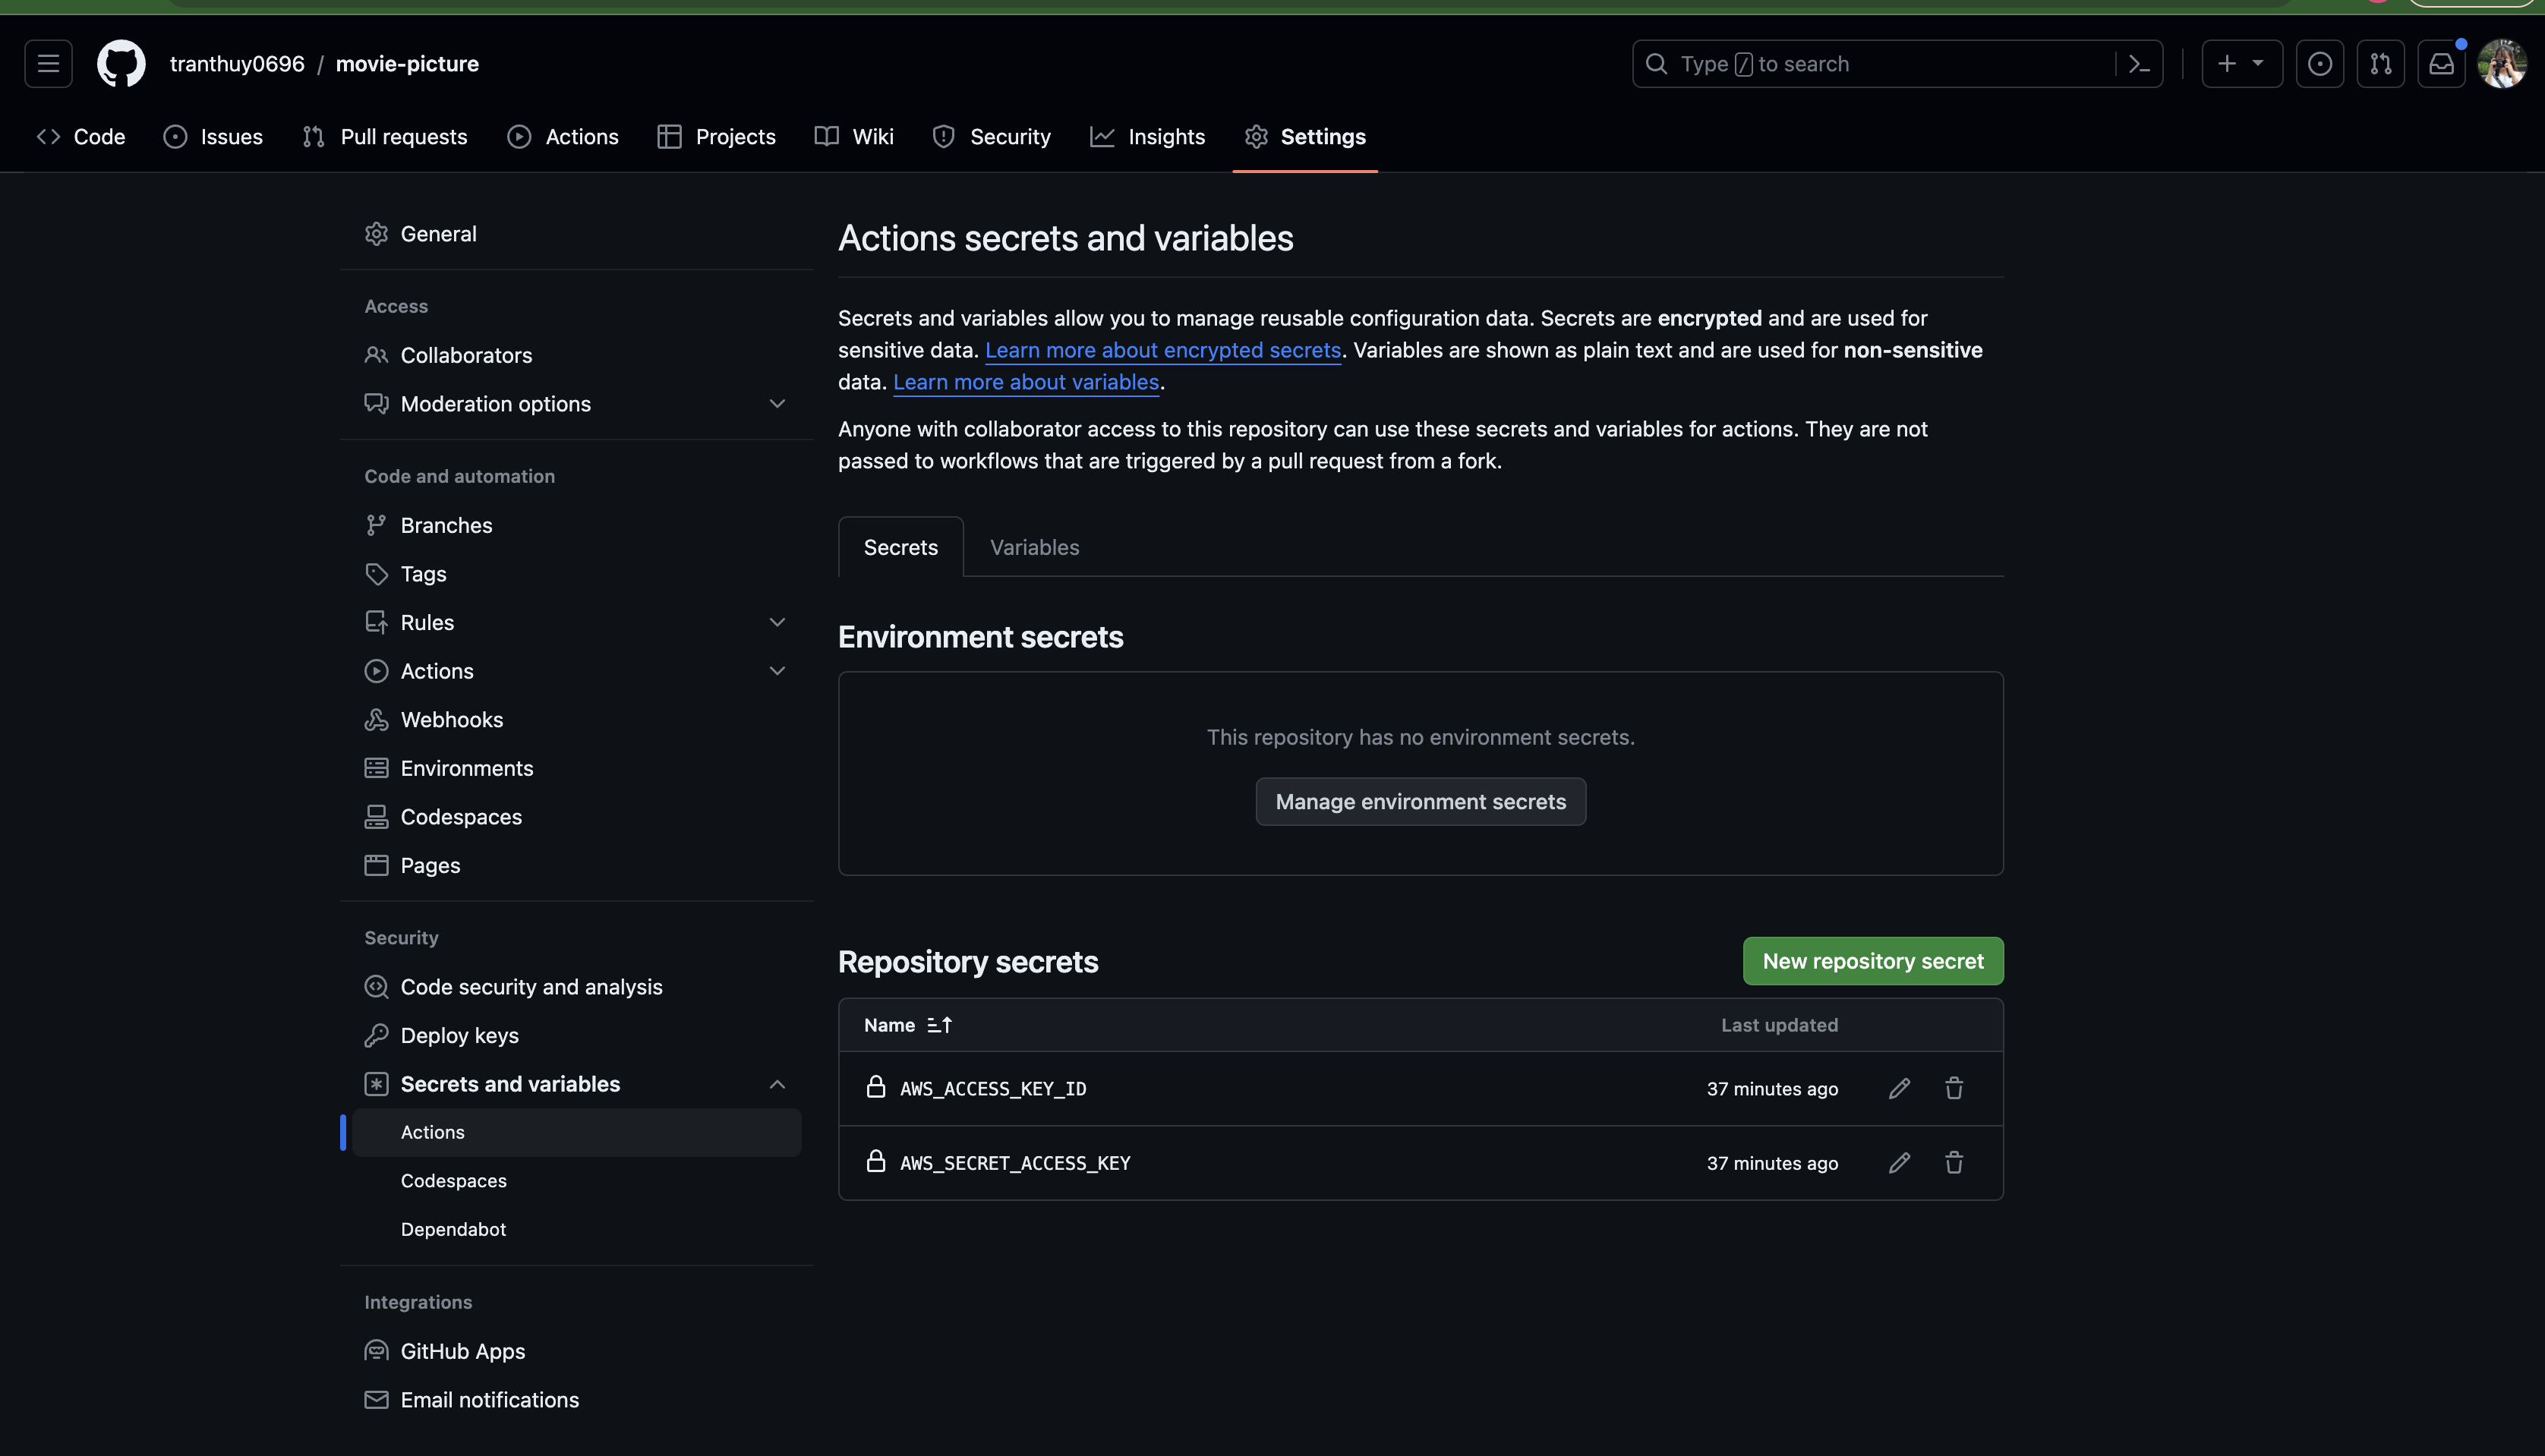 tranthuy0696 / movie-picture
Type / to search
Code
Issues
Pull requests
Actions
Projects
Wiki
Security
Insights
Settings
General
Access
Collaborators
Moderation options
Code and automation
Branches
Tags
Rules
Actions
Webhooks
Environments
Codespaces
Pages
Security
Code security and analysis
Deploy keys
Secrets and variables
Actions
Codespaces
Dependabot
Integrations
GitHub Apps
Email notifications
Actions secrets and variables
Secrets and variables allow you to manage reusable configuration data. Secrets are encrypted and are used for
sensitive data. Learn more about encrypted secrets. Variables are shown as plain text and are used for non-sensitive
data. Learn more about variables.
Anyone with collaborator access to this repository can use these secrets and variables for actions. They are not
passed to workflows that are triggered by a pull request from a fork.
Secrets
Variables
Environment secrets
This repository has no environment secrets.
Manage environment secrets
Repository secrets
New repository secret
Name
Last updated
AWS_ACCESS_KEY_ID
37 minutes ago
AWS_SECRET_ACCESS_KEY
37 minutes ago